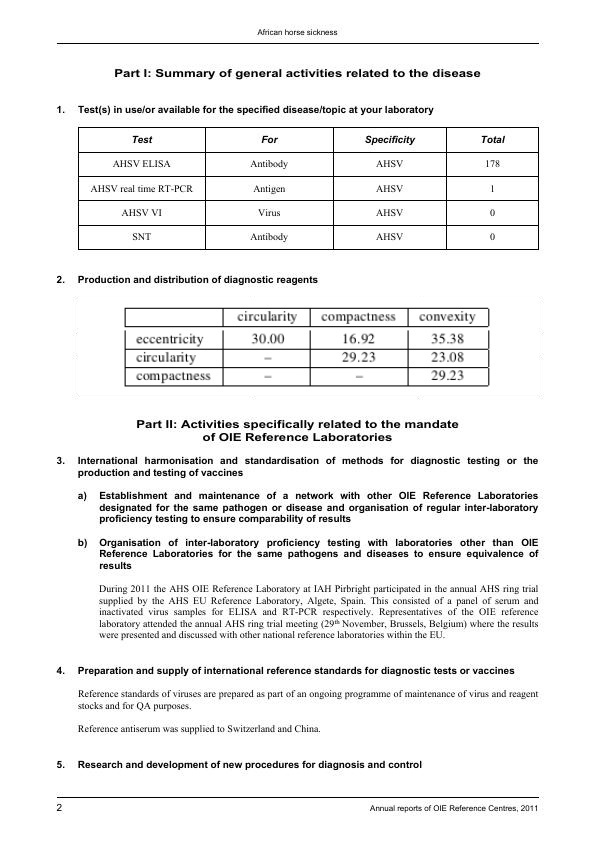 African horse sickness
Part I: Summary of general activities related to the disease
1. Test(s) in use/or available for the specified disease/topic at your laboratory
Test For Specificity Total
AHSV ELISA Antibody AHSV 178
AHSV real time RT-PCR Antigen AHSV 1
AHSV VI Virus AHSV 0
SNT Antibody AHSV 0
2. Production and distribution of diagnostic reagents
circularity compactness convexity
eccentricity 30.00 16.92 35.38
circularity – 29.23 23.08
compactness – – 29.23
Part II: Activities specifically related to the mandate
of OIE Reference Laboratories
3. International harmonisation and standardisation of methods for diagnostic testing or the
production and testing of vaccines
a) Establishment and maintenance of a network with other OIE Reference Laboratories
designated for the same pathogen or disease and organisation of regular inter-laboratory
proficiency testing to ensure comparability of results
b) Organisation of inter-laboratory proficiency testing with laboratories other than OIE
Reference Laboratories for the same pathogens and diseases to ensure equivalence of
results
During 2011 the AHS OIE Reference Laboratory at IAH Pirbright participated in the annual AHS ring trial
supplied by the AHS EU Reference Laboratory, Algete, Spain. This consisted of a panel of serum and
inactivated virus samples for ELISA and RT-PCR respectively. Representatives of the OIE reference
laboratory attended the annual AHS ring trial meeting (29th November, Brussels, Belgium) where the results
were presented and discussed with other national reference laboratories within the EU.
4. Preparation and supply of international reference standards for diagnostic tests or vaccines
Reference standards of viruses are prepared as part of an ongoing programme of maintenance of virus and reagent
stocks and for QA purposes.
Reference antiserum was supplied to Switzerland and China.
5. Research and development of new procedures for diagnosis and control
2 Annual reports of OIE Reference Centres, 2011